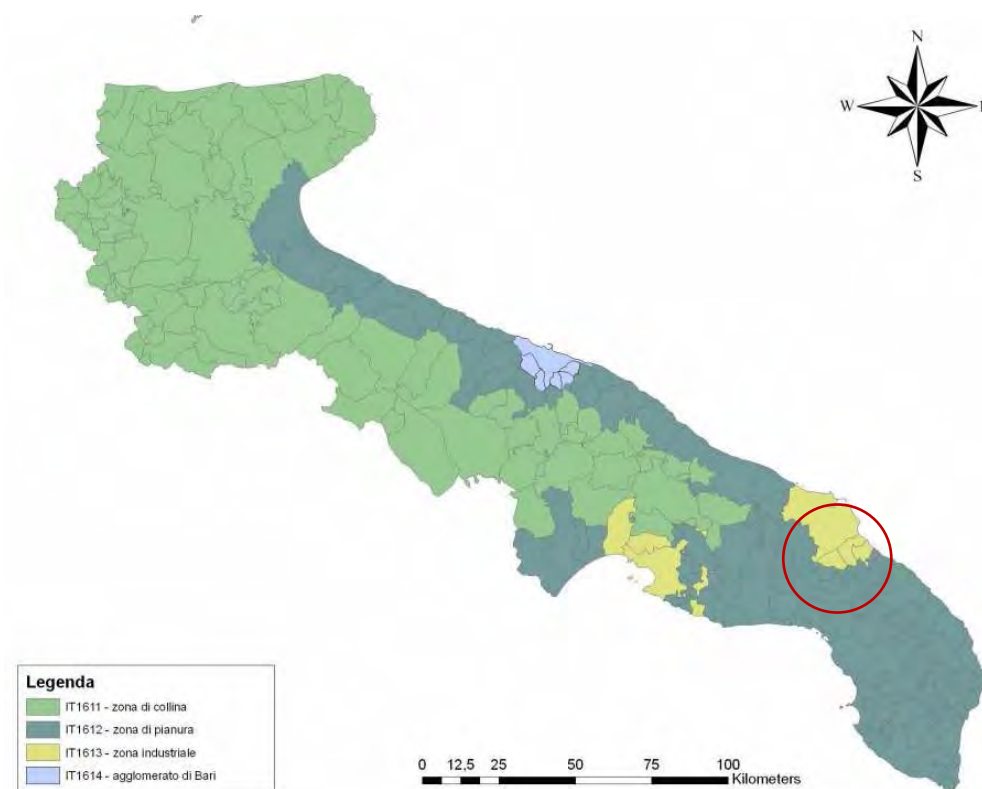 N
W
E
S
Legenda
IT1611 - zona di collina
IT1612 - zona di pianura
IT1613 - zona industriale
IT1614 - agglomerato di Bari
0 12,5 25 50 75 100
Kilometers